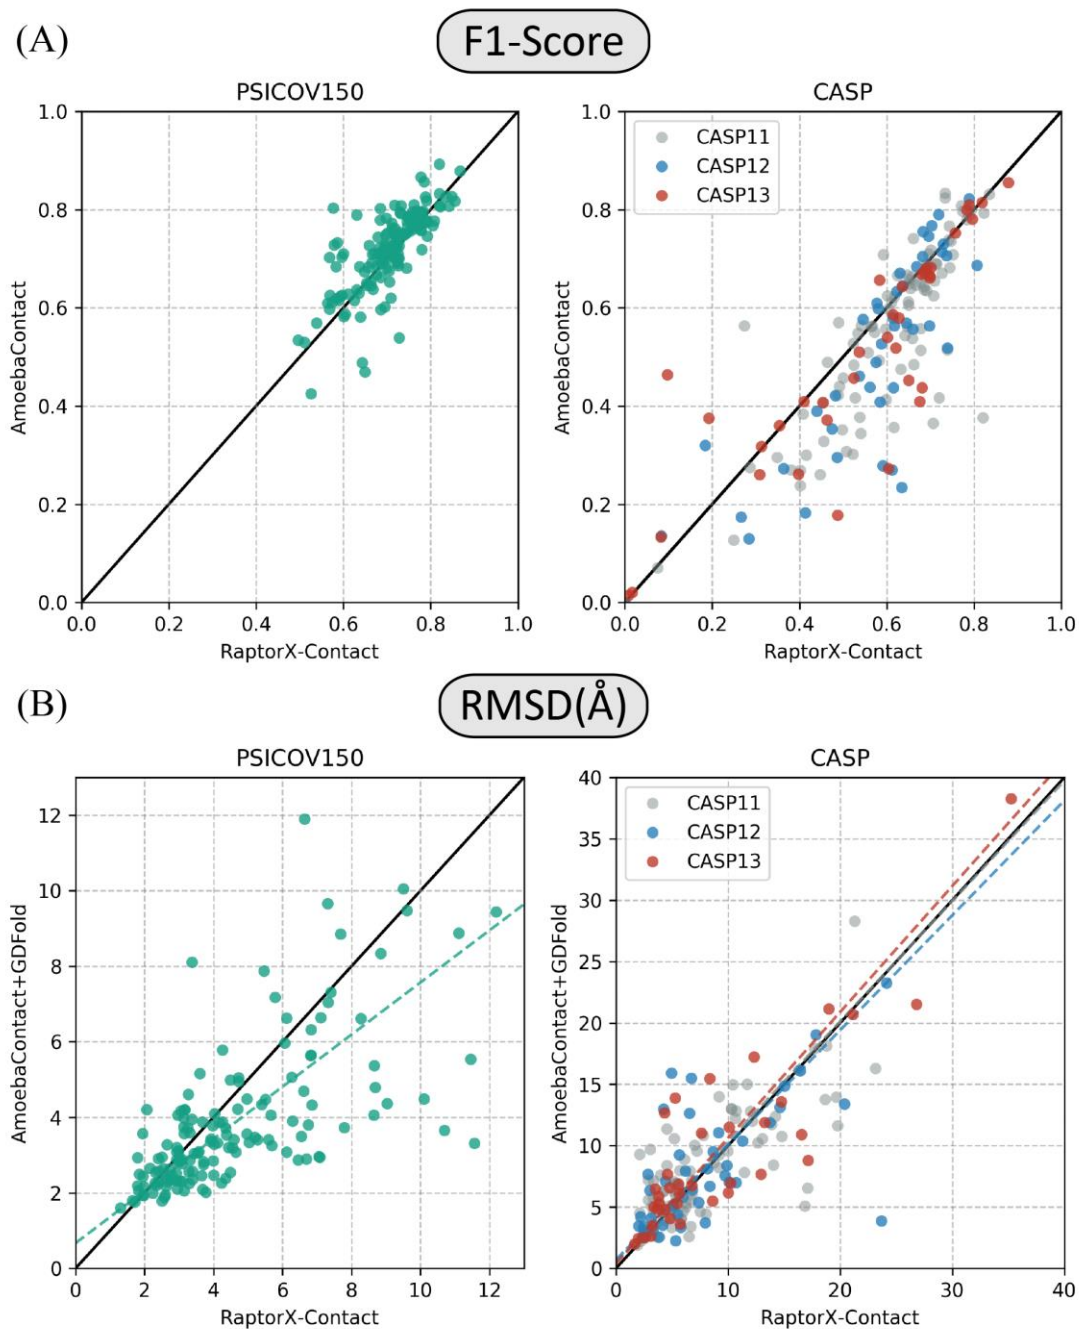 (A)
F1-Score
PSICOV150
CASP
1.0
0.8
0.6
0.4
0.2
0.0
AmoebaContact
0.0 0.2 0.4 0.6 0.8 1.0
RaptorX-Contact
1.0
0.8
0.6
0.4
0.2
0.0
AmoebaContact
CASP11
CASP12
CASP13
0.0 0.2 0.4 0.6 0.8 1.0
RaptorX-Contact
(B)
RMSD(Å)
PSICOV150
CASP
12
10
8
6
4
2
0
AmoebaContact+GDFold
0 2 4 6 8 10 12
RaptorX-Contact
40
35
30
25
20
15
10
5
0
AmoebaContact+GDFold
CASP11
CASP12
CASP13
0 10 20 30 40
RaptorX-Contact